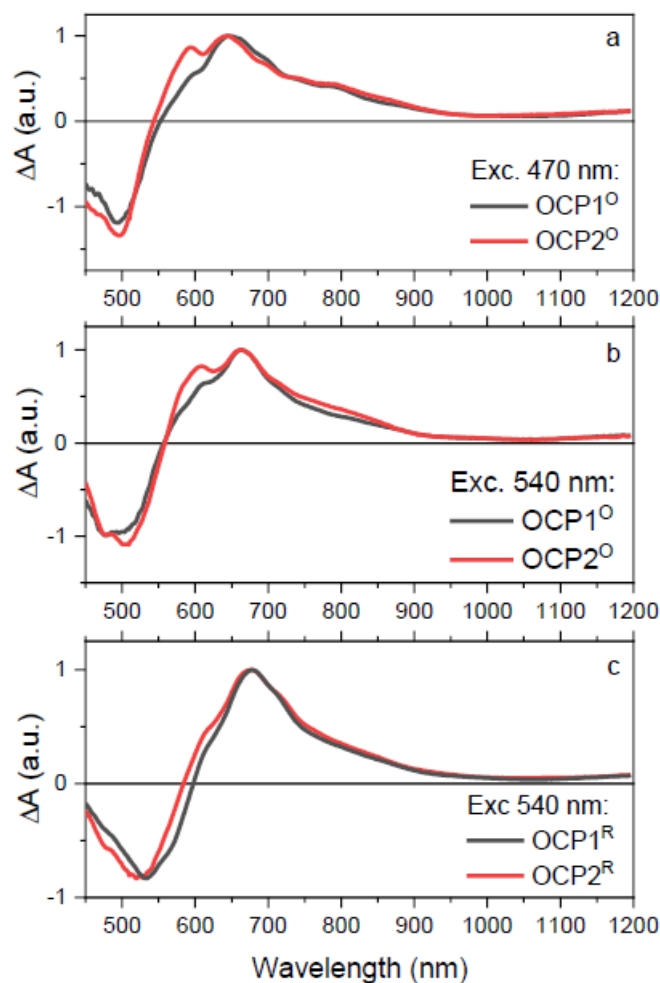 a
ΔA (a.u.)
1
0
-1
Exc. 470 nm:
OCP1ᴼ
OCP2ᴼ
500 600 700 800 900 1000 1100 1200
b
ΔA (a.u.)
1
0
-1
Exc. 540 nm:
OCP1ᴼ
OCP2ᴼ
500 600 700 800 900 1000 1100 1200
c
ΔA (a.u.)
1
0
-1
Exc 540 nm:
OCP1ᴿ
OCP2ᴿ
500 600 700 800 900 1000 1100 1200
Wavelength (nm)